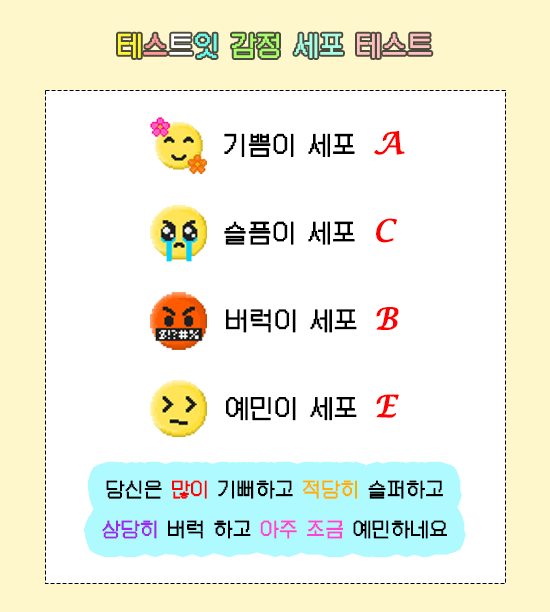 테스트잇 감정 세포 테스트
기쁨이 세포 A
슬픔이 세포 C
버럭이 세포 B
$!?#%
예민이 세포 E
당신은 많이 기뻐하고 적당히 슬퍼하고
상당히 버럭 하고 아주 조금 예민하네요